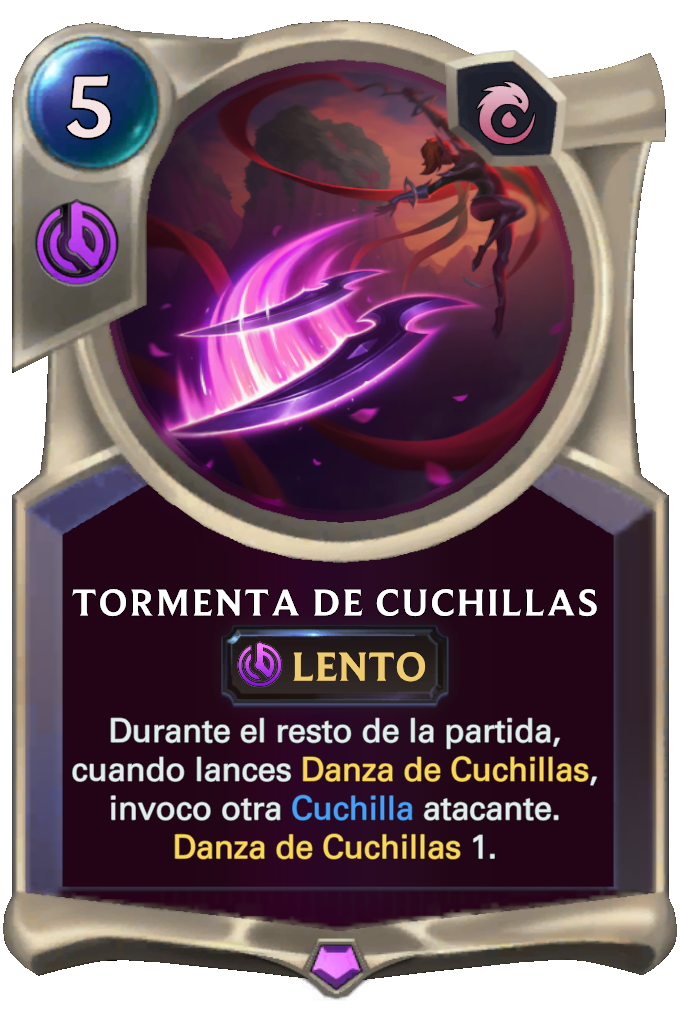 5
TORMENTA DE CUCHILLAS
LENTO
Durante el resto de la partida,
cuando lances Danza de Cuchillas,
invoco otra Cuchilla atacante.
Danza de Cuchillas 1.